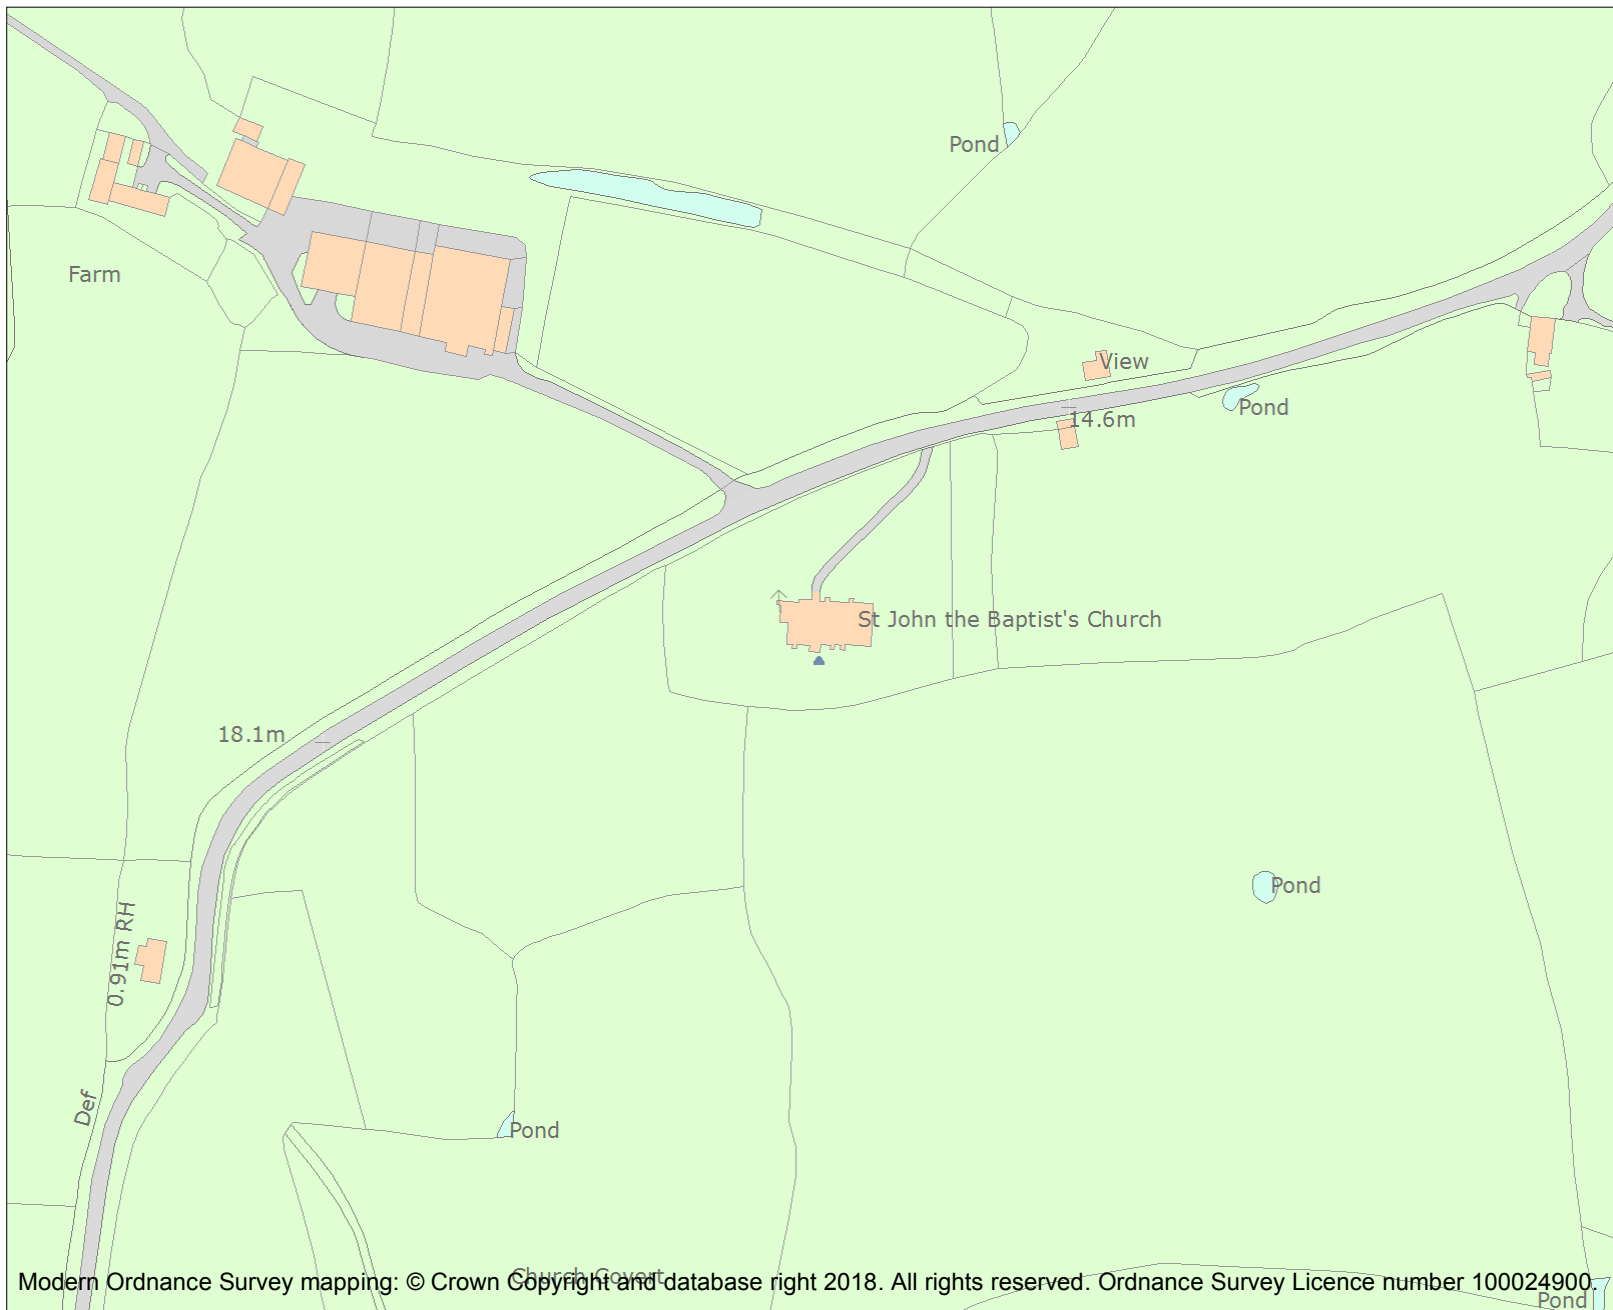 Pond
Farm
View
Pond
14.6m
St John the Baptist's Church
18.1m
Pond
0.91m RH
Def
Pond
Church Covert
Modern Ordnance Survey mapping: © Crown Copyright and database right 2018. All rights reserved. Ordnance Survey Licence number 100024900.
Pond